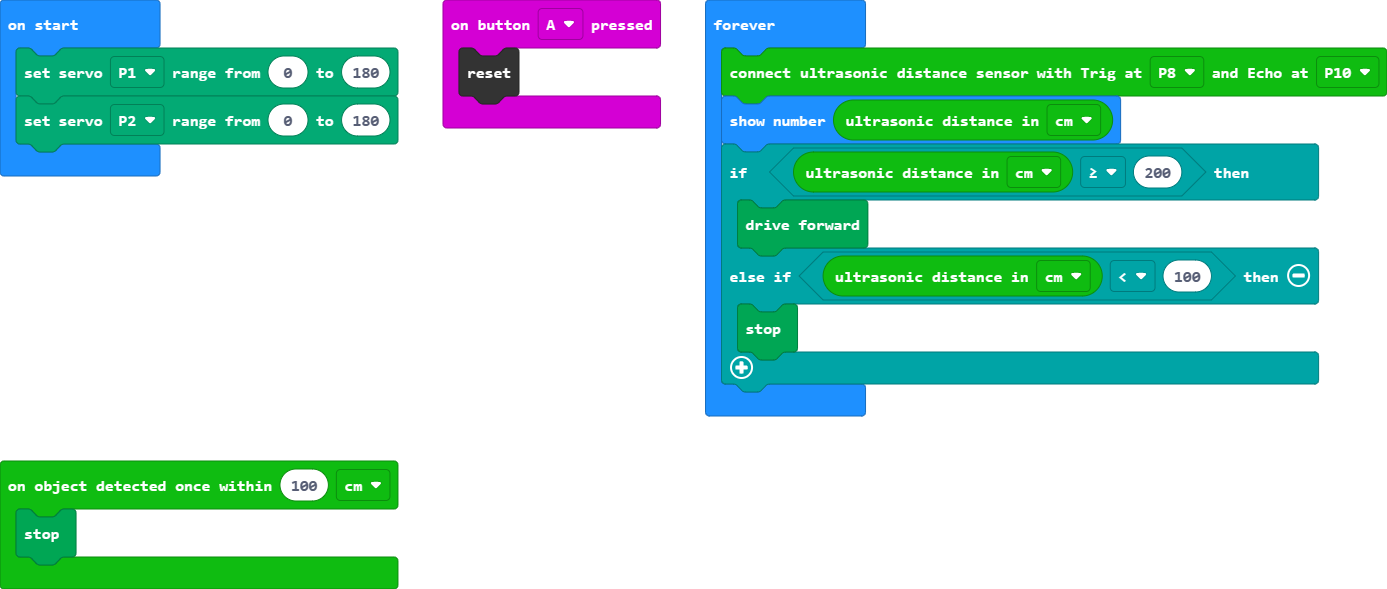 on start
set servo P1 range from 0 to 180
set servo P2 range from 0 to 180
on button A pressed
reset
forever
connect ultrasonic distance sensor with Trig at P8 and Echo at P10
show number ultrasonic distance in cm
if ultrasonic distance in cm ≥ 200 then
drive forward
else if ultrasonic distance in cm < 100 then
stop
on object detected once within 100 cm
stop